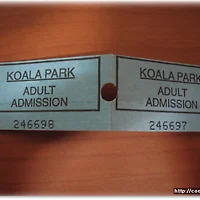 KOALA PARK
ADULT
ADMISSION
246698
KOALA PARK
ADULT
ADMISSION
246697